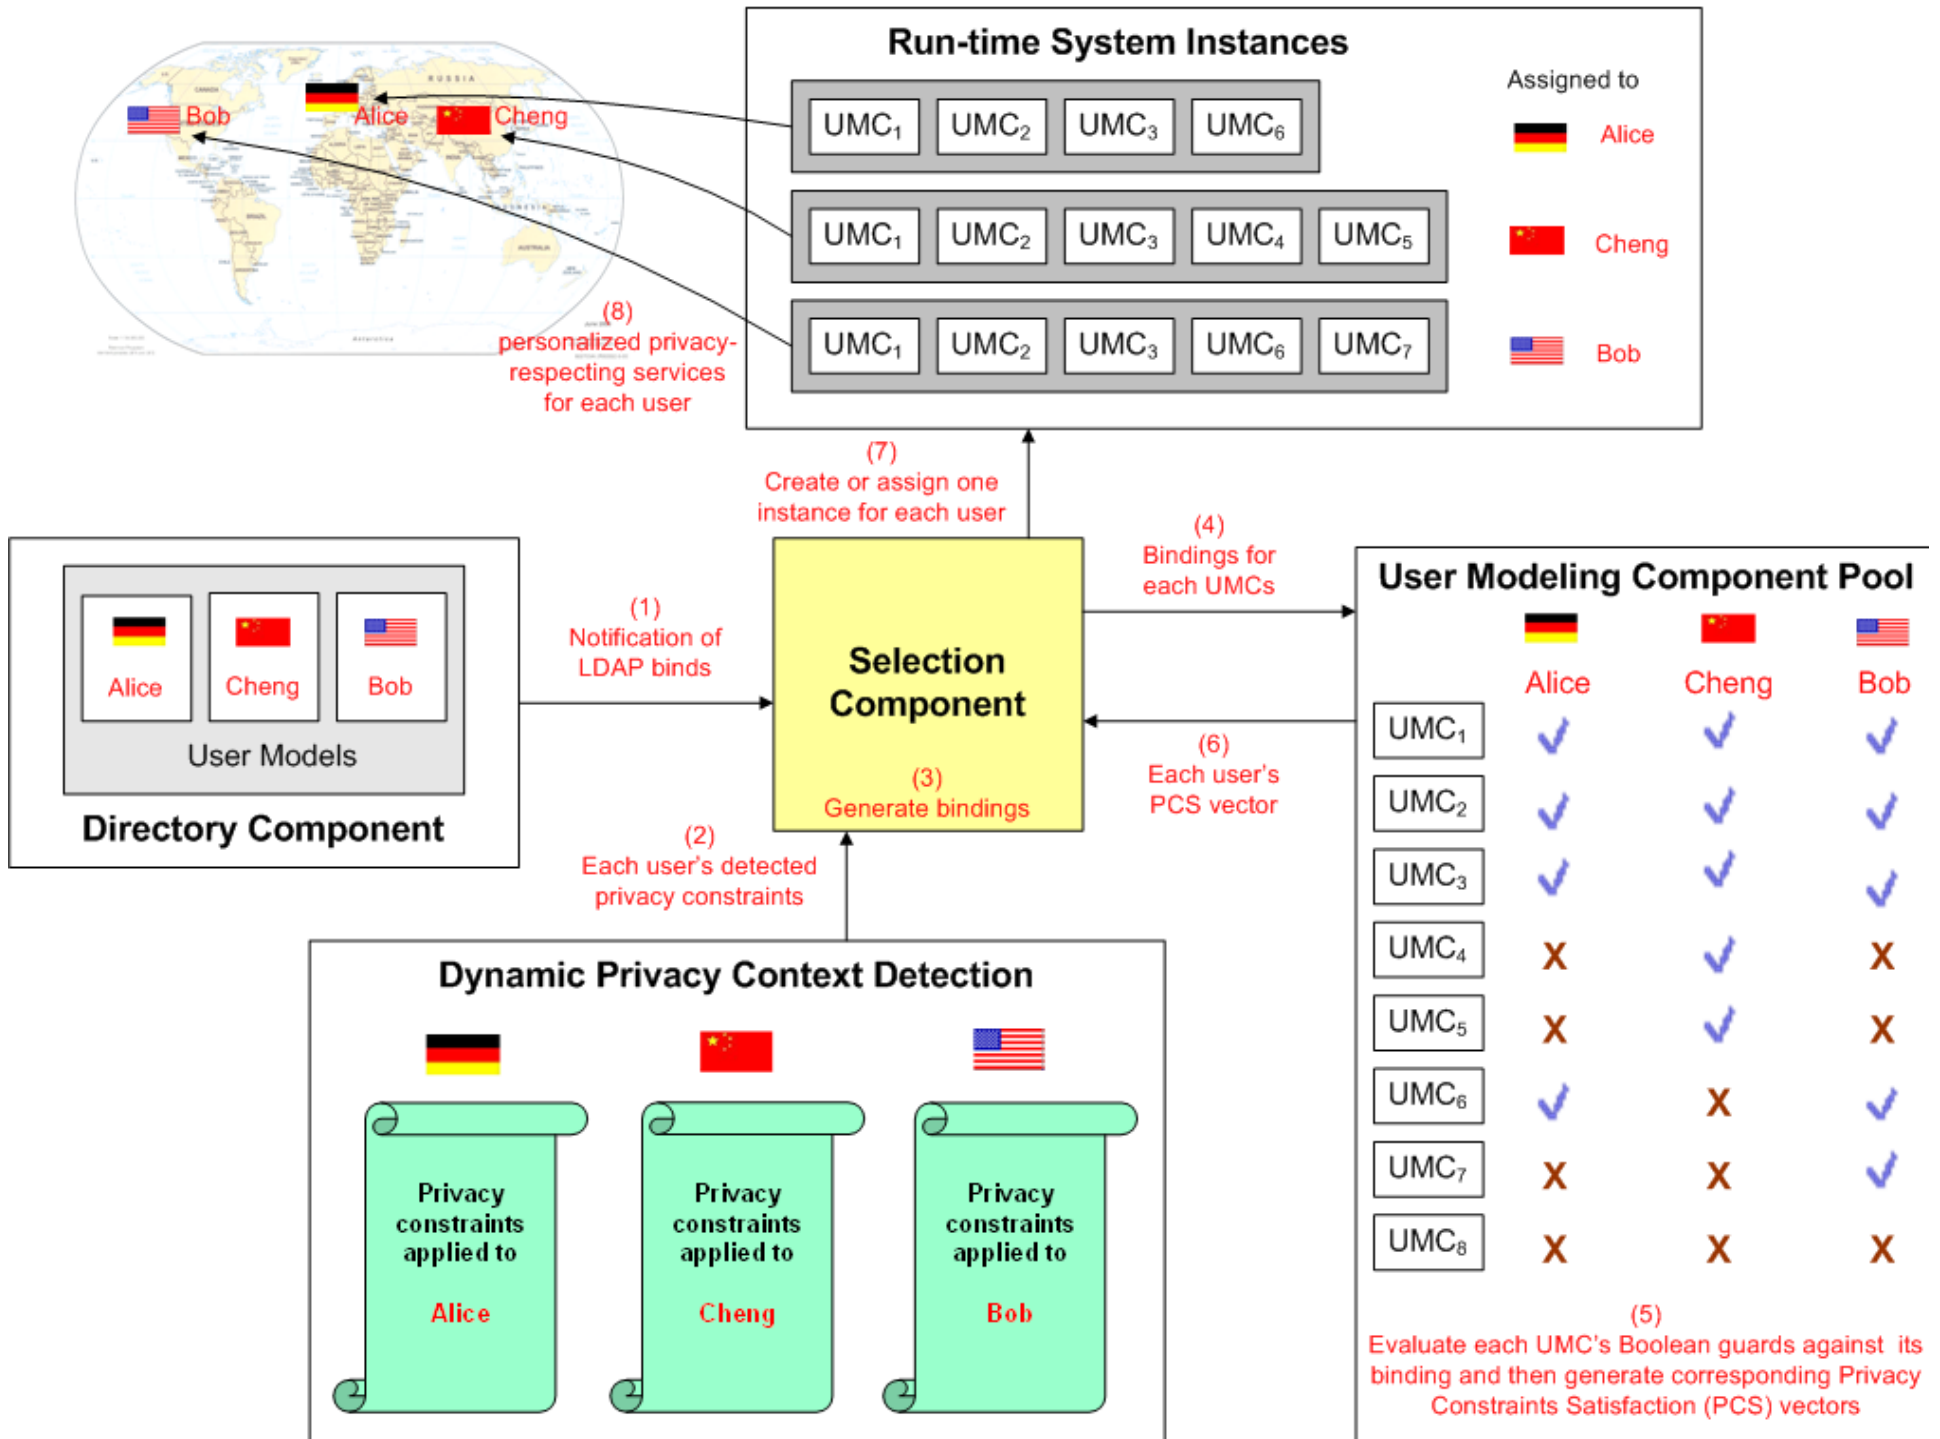 Run-time System Instances
Assigned to
UMC1 UMC2 UMC3 UMC6
Alice
UMC1 UMC2 UMC3 UMC4 UMC5
Cheng
UMC1 UMC2 UMC3 UMC6 UMC7
Bob
RUSSIA
CANADA
Bob
Alice
Cheng
INDIA
BRAZIL
AUSTRALIA
Antarctica
(8)
personalized privacy-
respecting services
for each user
(7)
Create or assign one
instance for each user
(4)
Bindings for
each UMCs
Alice
Cheng
Bob
User Models
Directory Component
(1)
Notification of
LDAP binds
Selection
Component
(3)
Generate bindings
(6)
Each user's
PCS vector
(2)
Each user's detected
privacy constraints
User Modeling Component Pool
Alice Cheng Bob
UMC1
UMC2
UMC3
UMC4 X X
UMC5 X X
UMC6 X
UMC7 X X
UMC8 X X X
(5)
Evaluate each UMC's Boolean guards against its
binding and then generate corresponding Privacy
Constraints Satisfaction (PCS) vectors
Dynamic Privacy Context Detection
Privacy
constraints
applied to
Alice
Privacy
constraints
applied to
Cheng
Privacy
constraints
applied to
Bob